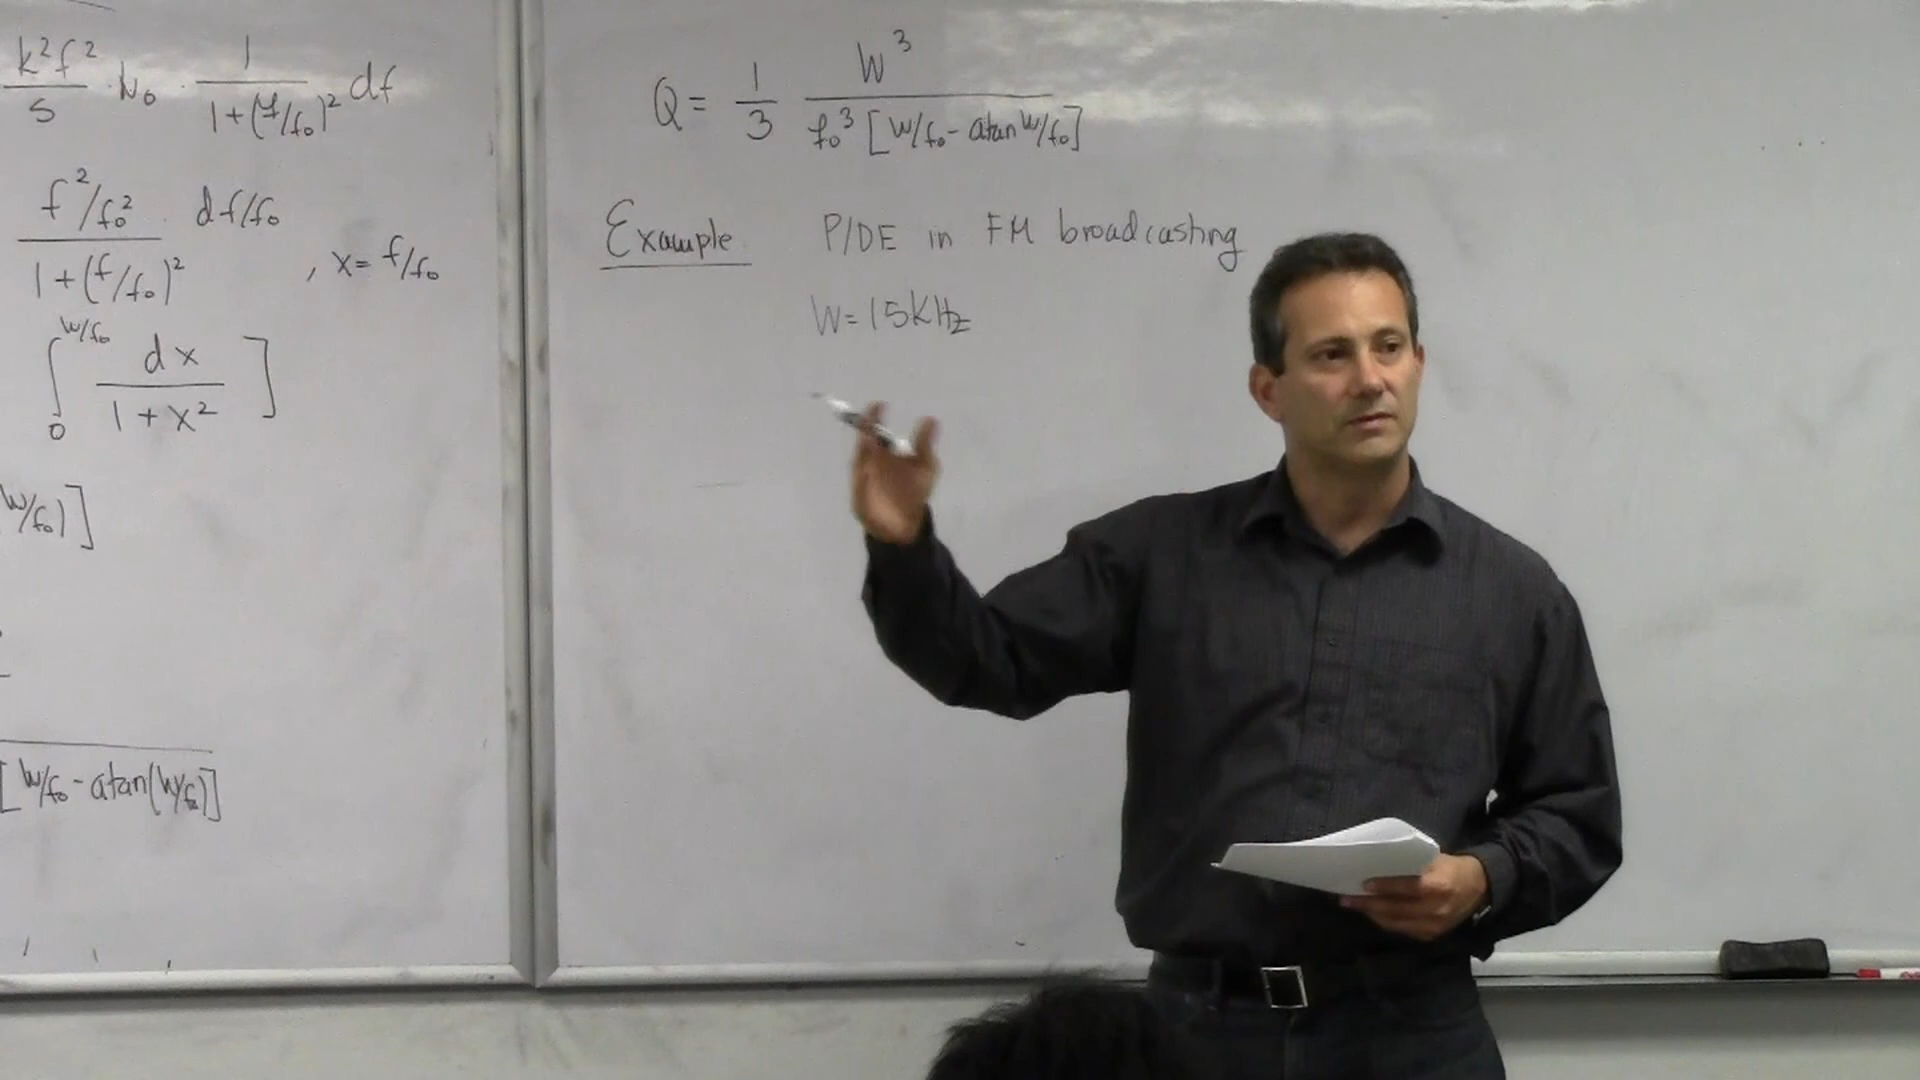 k²f²/S · N₀ · 1/(1+(f/f₀)²) df
f²/f₀² / (1+(f/f₀)²) · df/f₀ , x = f/f₀
∫₀^{W/f₀} dx/(1+x²) ]
W/f₀)]
[W/f₀ - atan(W/f₀)]
Q = 1/3 W³/(f₀³ [W/f₀ - atan W/f₀])
Example P/DE in FM broadcasting
W=15KHz